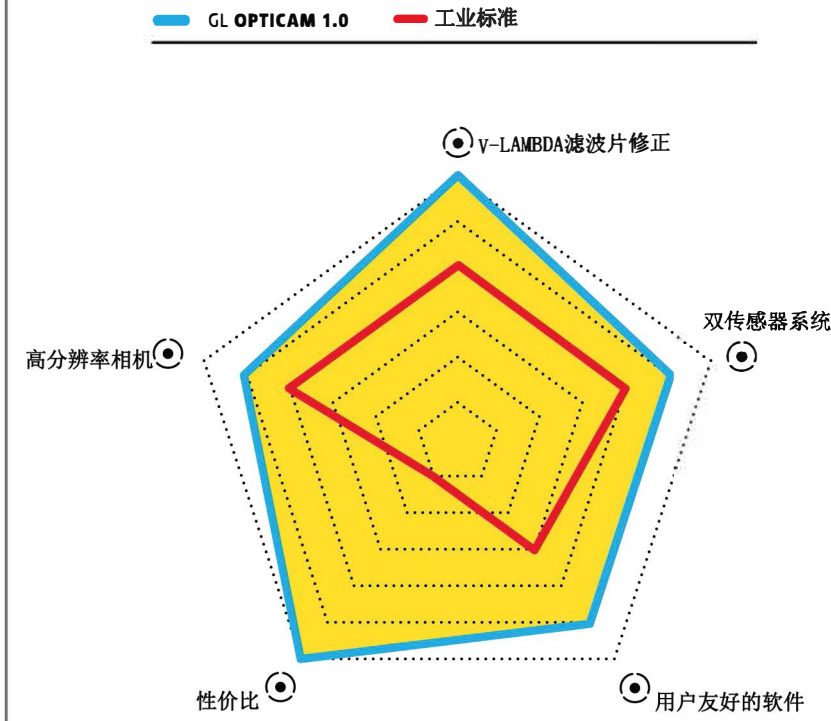 GL OPTICAM 1.0 工业标准
V-LAMBDA滤波片修正
双传感器系统
高分辨率相机
性价比
用户友好的软件